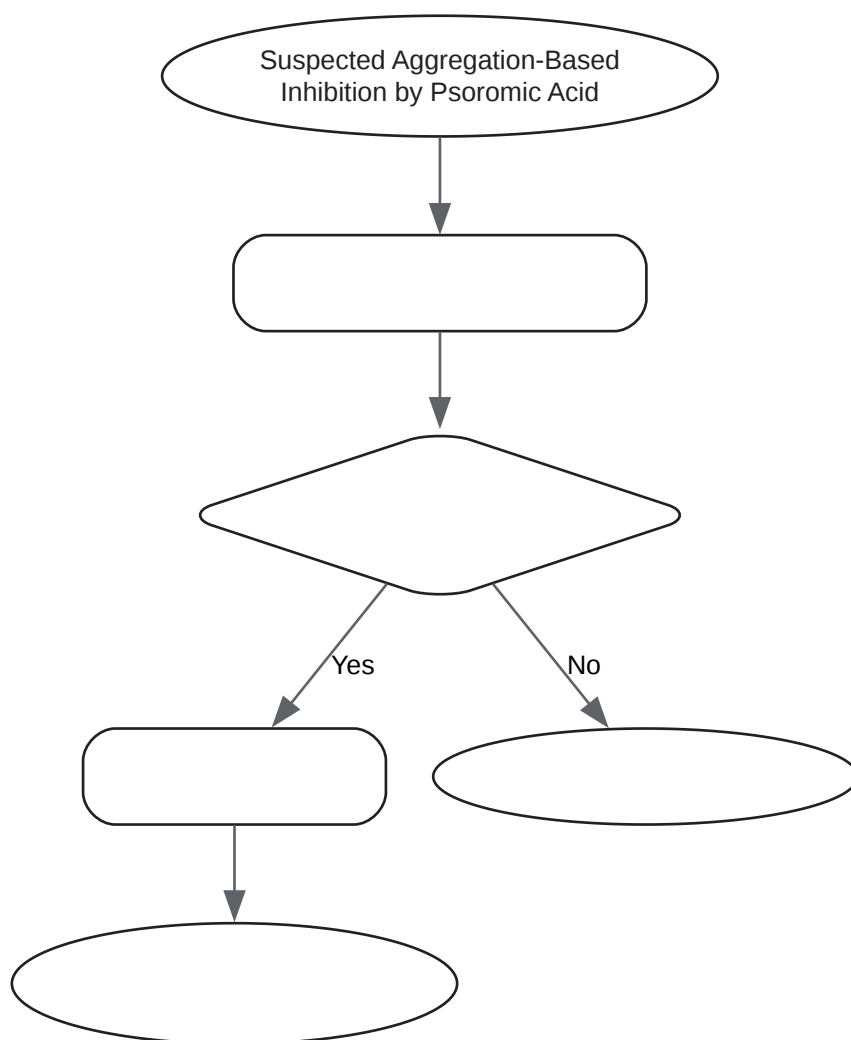 Suspected Aggregation-Based
Inhibition by Psoromic Acid
Yes
No